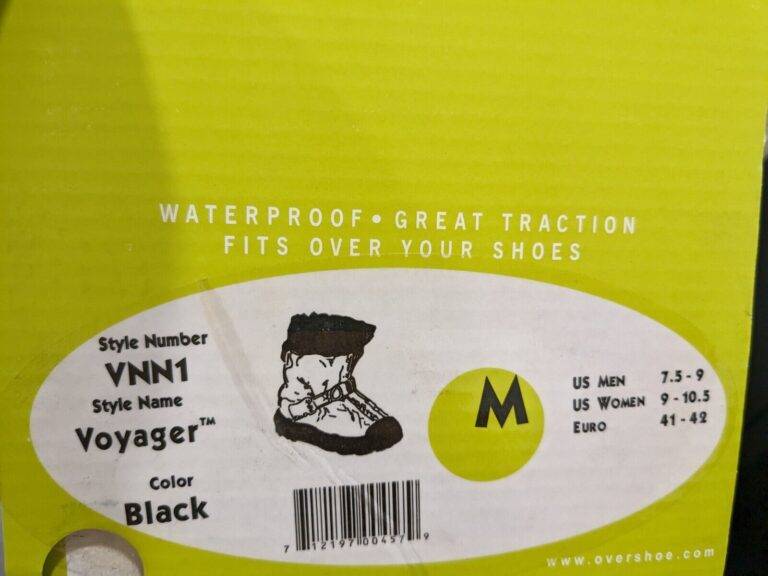 WATERPROOF • GREAT TRACTION
FITS OVER YOUR SHOES
Style Number
VNN1
Style Name
Voyager™
Color
Black
M
US MEN 7.5 - 9
US WOMEN 9 - 10.5
EURO 41 - 42
7 12197 00457 9
www.overshoe.com